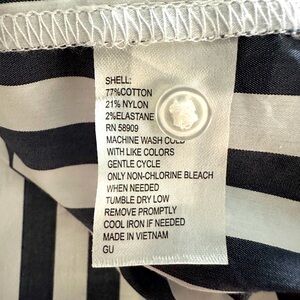 SHELL:
77%COTTON
21% NYLON
2%ELASTANE
RN 58909
MACHINE WASH COLD
WITH LIKE COLORS
GENTLE CYCLE
ONLY NON-CHLORINE BLEACH
WHEN NEEDED
TUMBLE DRY LOW
REMOVE PROMPTLY
COOL IRON IF NEEDED
MADE IN VIETNAM
GU